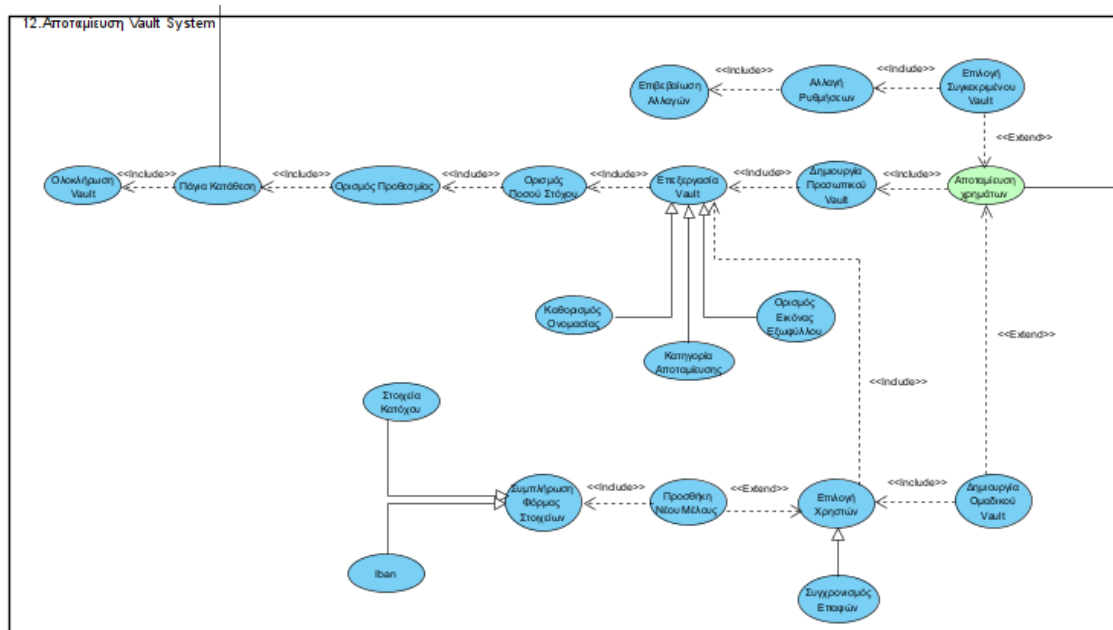 12.Αποταμίευση Vault System
<<Include>>
<<Include>>
Επιβεβαίωση
Αλλαγών
Αλλαγή
Ρυθμήσεων
Επιλογή
Συγκεκριμένου
Vault
<<Extend>>
Ολοκλήρωση
Vault
<<Include>>
Πάγια Κατάθεση
<<Include>>
Ορισμός Προθεσμίας
<<Include>>
Ορισμός
Ποσού Στόχου
<<Include>>
Επεξεργασία
Vault
<<Include>>
Δημιουργία
Προσωπικού
Vault
<<Include>>
Αποταμίευση
χρημάτων
Καθορισμός
Ονομασίας
Κατηγορία
Αποταμίευσης
Ορισμός
Εικόνας
Εξωφύλλου
<<Extend>>
<<Include>>
Στοιχεία
Κατόχου
Συμπλήρωση
Φόρμας
Στοιχείων
<<Include>>
Προσθήκη
Νέου Μέλους
<<Extend>>
Επιλογή
Χρηστών
<<Include>>
Δημιουργία
Ομαδικού
Vault
Iban
Συγχρονισμός
Επαφών